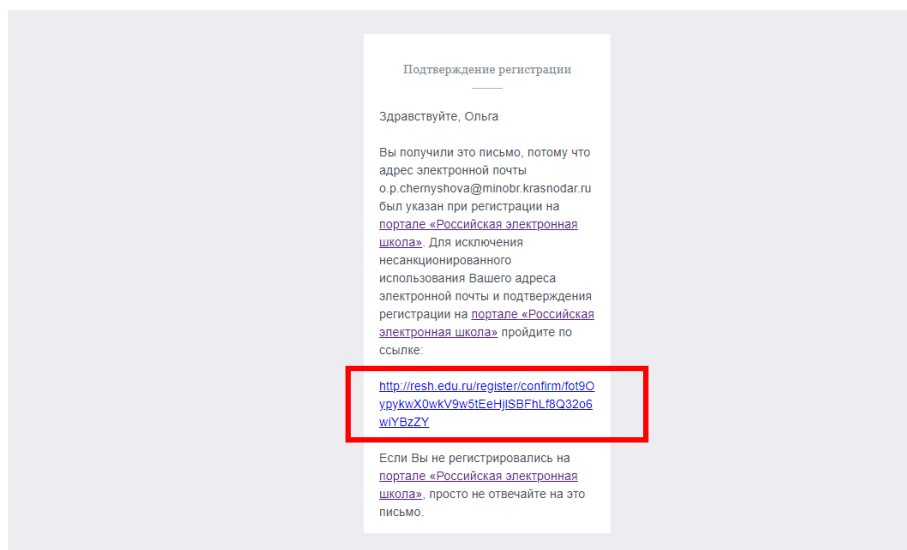 Подтверждение регистрации
Здравствуйте, Ольга
Вы получили это письмо, потому что
адрес электронной почты
o.p.chernyshova@minobr.krasnodar.ru
был указан при регистрации на
портале «Российская электронная
школа». Для исключения
несанкционированного
использования Вашего адреса
электронной почты и подтверждения
регистрации на портале «Российская
электронная школа» пройдите по
ссылке:
http://resh.edu.ru/register/confirm/fot9O
ypykwX0wkV9w5tEeHjlSBFhLf8Q32o6
wiYBzZY
Если Вы не регистрировались на
портале «Российская электронная
школа», просто не отвечайте на это
письмо.